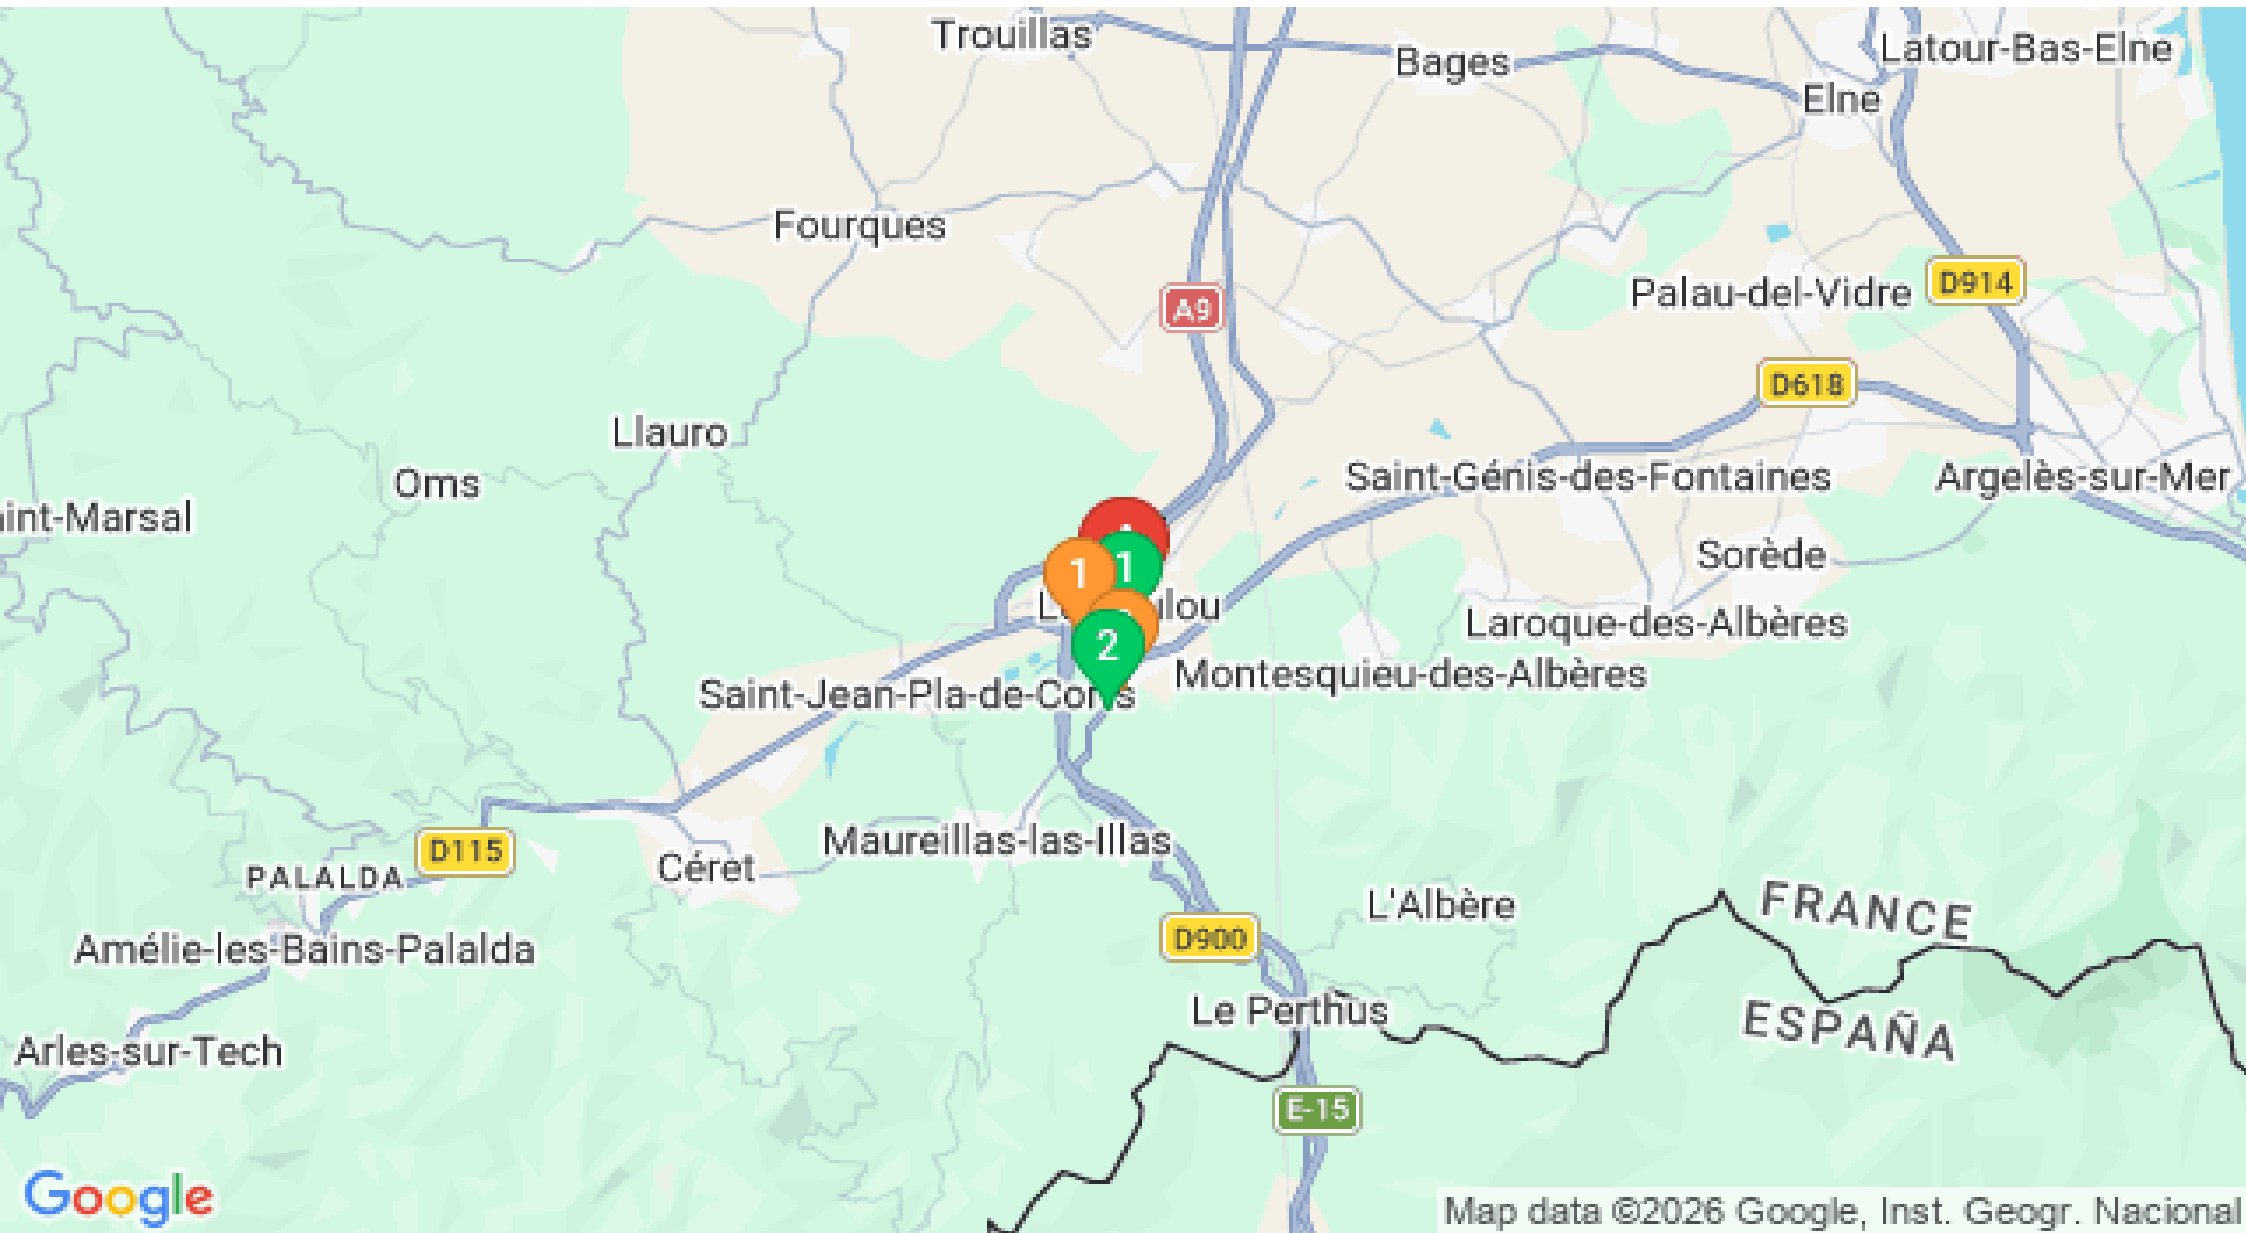 Trouillas
Bages
Latour-Bas-Elne
Elne
Fourques
A9
Palau-del-Vidre
D914
D618
Llauro
Oms
Saint-Génis-des-Fontaines
Argelès-sur-Mer
int-Marsal
Sorède
1
1
Laroque-des-Albères
2
Montesquieu-des-Albères
Saint-Jean-Pla-de-Corts
Maureillas-las-Illas
D115
Céret
PALALDA
L'Albère
FRANCE
D900
Amélie-les-Bains-Palalda
Le Perthus
ESPAÑA
Arles-sur-Tech
E-15
Google
Map data ©2026 Google, Inst. Geogr. Nacional